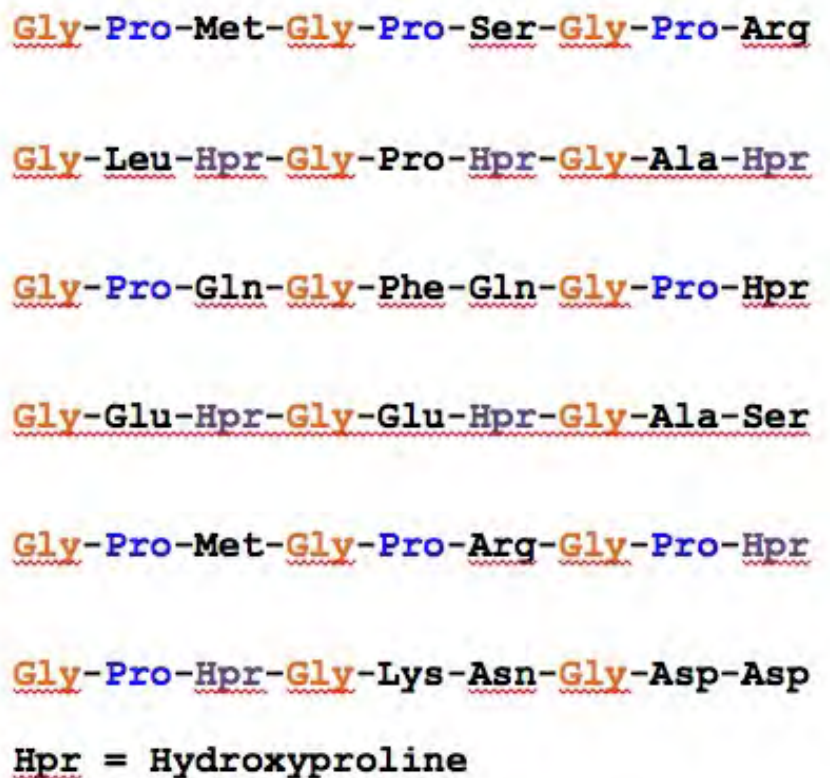 Gly-Pro-Met-Gly-Pro-Ser-Gly-Pro-Arg
Gly-Leu-Hpr-Gly-Pro-Hpr-Gly-Ala-Hpr
Gly-Pro-Gln-Gly-Phe-Gln-Gly-Pro-Hpr
Gly-Glu-Hpr-Gly-Glu-Hpr-Gly-Ala-Ser
Gly-Pro-Met-Gly-Pro-Arg-Gly-Pro-Hpr
Gly-Pro-Hpr-Gly-Lys-Asn-Gly-Asp-Asp
Hpr = Hydroxyproline